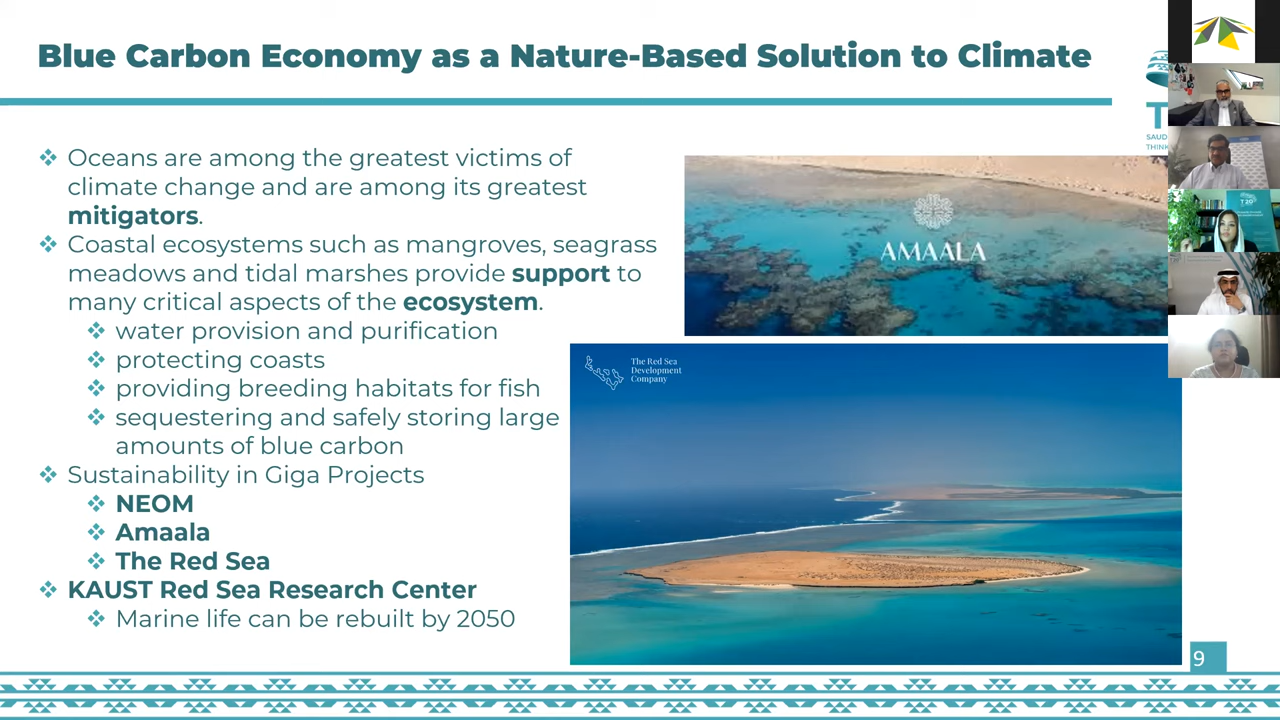 Blue Carbon Economy as a Nature-Based Solution to Climate
Oceans are among the greatest victims of
climate change and are among its greatest
mitigators.
Coastal ecosystems such as mangroves, seagrass
meadows and tidal marshes provide support to
many critical aspects of the ecosystem.
water provision and purification
protecting coasts
providing breeding habitats for fish
sequestering and safely storing large
amounts of blue carbon
Sustainability in Giga Projects
NEOM
Amaala
The Red Sea
KAUST Red Sea Research Center
Marine life can be rebuilt by 2050
AMAALA
The Red Sea
Development
Company
T
SAUD
THINK
T20
9